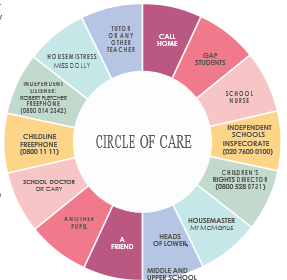 CALL
HOME
GAP
STUDENTS
SCHOOL
NURSE
INDEPENDENT
SCHOOLS
INSPECORATE
(020 7600 0100)
CHILDREN'S
RIGHTS DIRECTOR
(0800 528 0731)
HOUSEMASTER
Mr McManus
HEADS
OF LOWER,
MIDDLE AND
UPPER SCHOOL
A
FRIEND
ANOTHER
PUPIL
SCHOOL DOCTOR
DR CARY
CHILDLINE
FREEPHONE
(0800 11 11)
INDEPENDENT
LISTENER:
ROBERT FLETCHER
FREEPHONE
(0800 014 2342)
HOUSEMISTRESS
MISS DOLLY
TUTOR
OR ANY
OTHER
TEACHER
CIRCLE OF CARE